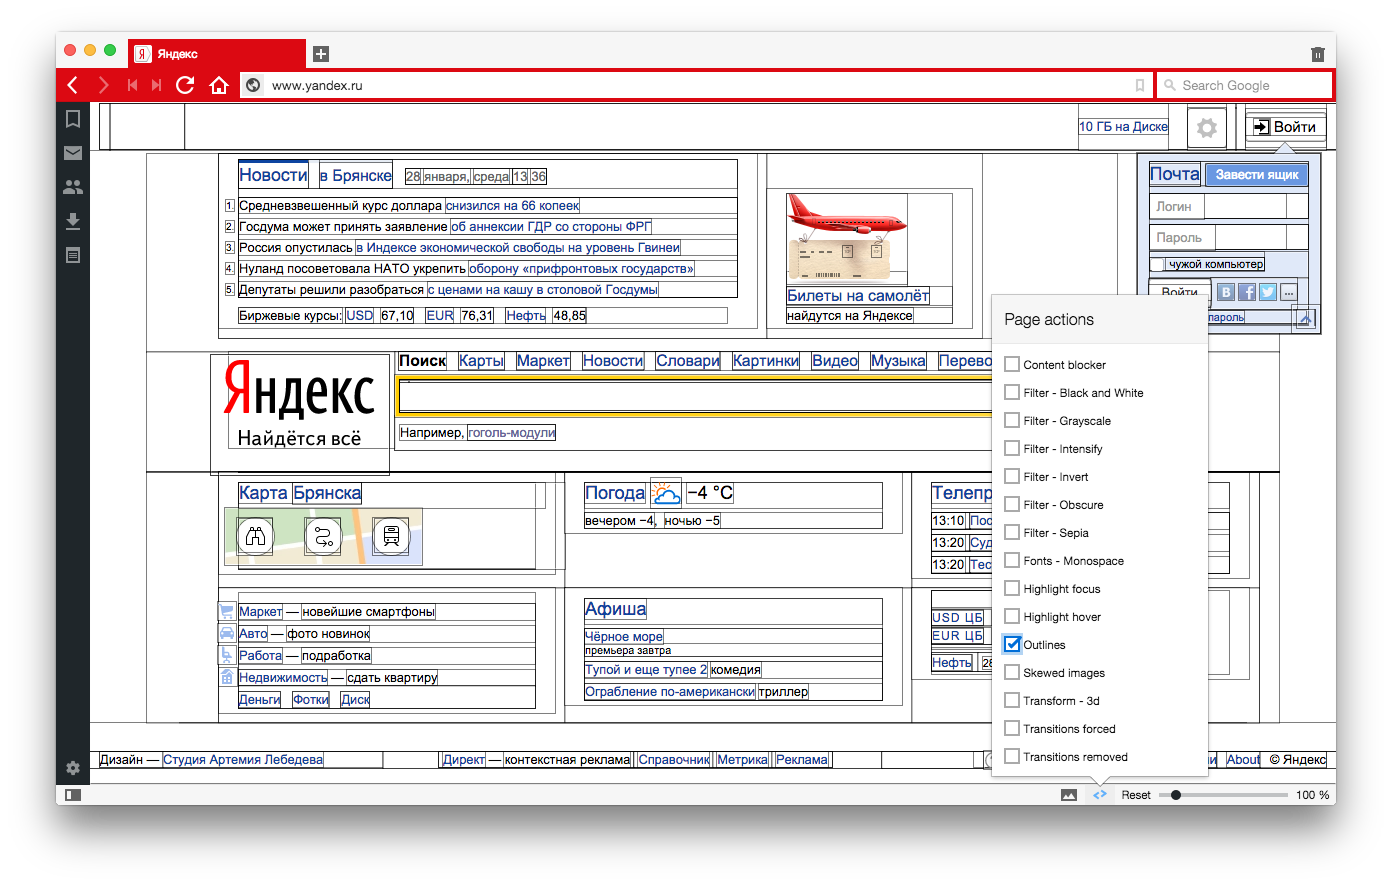 Яндекс
www.yandex.ru
Search Google
10 ГБ на Диске
Войти
Новости в Брянске 28 января, среда 13 36
1. Средневзвешенный курс доллара снизился на 66 копеек
2. Госдума может принять заявление об аннексии ГДР со стороны ФРГ
3. Россия опустилась в Индексе экономической свободы на уровень Гвинеи
4. Нуланд посоветовала НАТО укрепить оборону «прифронтовых государств»
5. Депутаты решили разобраться с ценами на кашу в столовой Госдумы
Биржевые курсы: USD 67,10 EUR 76,31 Нефть 48,85
Билеты на самолёт
найдутся на Яндексе
Почта Завести ящик
Логин
Пароль
чужой компьютер
Войти
пароль
Яндекс
Найдётся всё
Поиск Карты Маркет Новости Словари Картинки Видео Музыка Перево
Например, гоголь-модули
Карта Брянска
Погода −4 °C
вечером −4, ночью −5
Телепр
13:10 Пос
13:20 Суд
13:20 Тес
Маркет — новейшие смартфоны
Авто — фото новинок
Работа — подработка
Недвижимость — сдать квартиру
Деньги Фотки Диск
Афиша
Чёрное море
премьера завтра
Тупой и еще тупее 2 комедия
Ограбление по-американски триллер
USD ЦБ
EUR ЦБ
Нефть 28
Дизайн — Студия Артемия Лебедева
Директ — контекстная реклама Справочник Метрика Реклама
и About © Яндекс
Page actions
Content blocker
Filter - Black and White
Filter - Grayscale
Filter - Intensify
Filter - Invert
Filter - Obscure
Filter - Sepia
Fonts - Monospace
Highlight focus
Highlight hover
Outlines
Skewed images
Transform - 3d
Transitions forced
Transitions removed
Reset 100 %